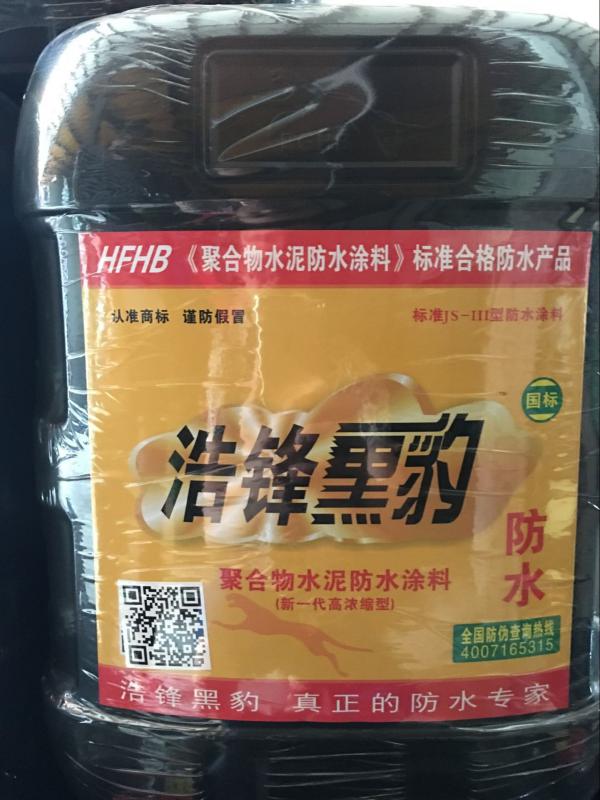 HFHB《聚合物水泥防水涂料》标准合格防水产品
认准商标 谨防假冒
标准JS-III型防水涂料
国标
浩锋黑豹
防水
聚合物水泥防水涂料
(新一代高浓缩型)
全国防伪查询热线
4007165315
浩锋黑豹 真正的防水专家